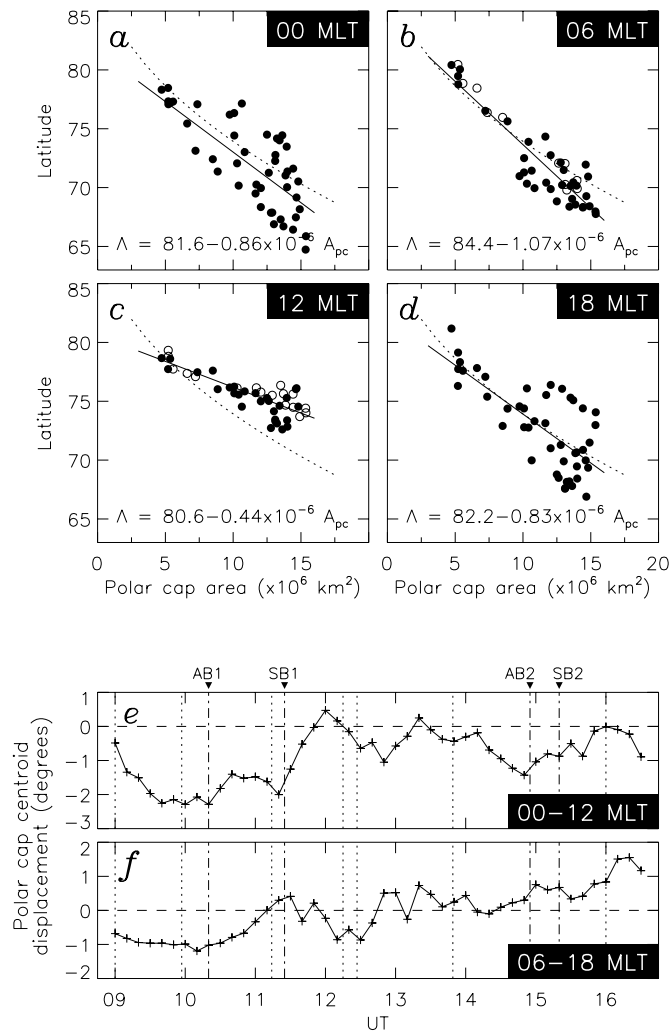 85
80
75
70
65
Latitude
a
00 MLT
Λ = 81.6−0.86x10⁻⁶ A_pc
b
06 MLT
Λ = 84.4−1.07x10⁻⁶ A_pc
85
80
75
70
65
Latitude
c
12 MLT
Λ = 80.6−0.44x10⁻⁶ A_pc
0 5 10 15
Polar cap area (x10⁶ km²)
d
18 MLT
Λ = 82.2−0.83x10⁻⁶ A_pc
0 5 10 15 20
Polar cap area (x10⁶ km²)
AB1 SB1 AB2 SB2
Polar cap centroid
displacement (degrees)
1
0
−1
−2
−3
e
00−12 MLT
2
1
0
−1
−2
f
06−18 MLT
09 10 11 12 13 14 15 16
UT